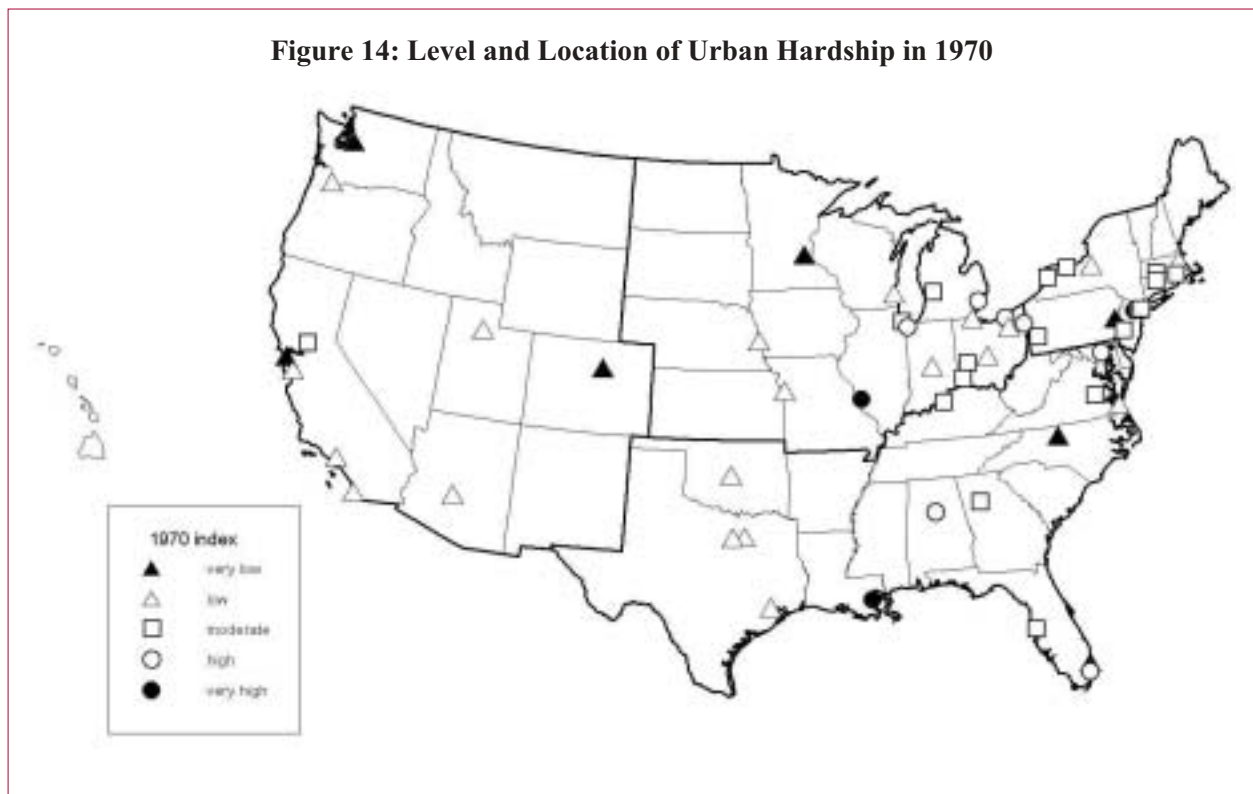 Figure 14: Level and Location of Urban Hardship in 1970
1970 index
very low
low
moderate
high
very high